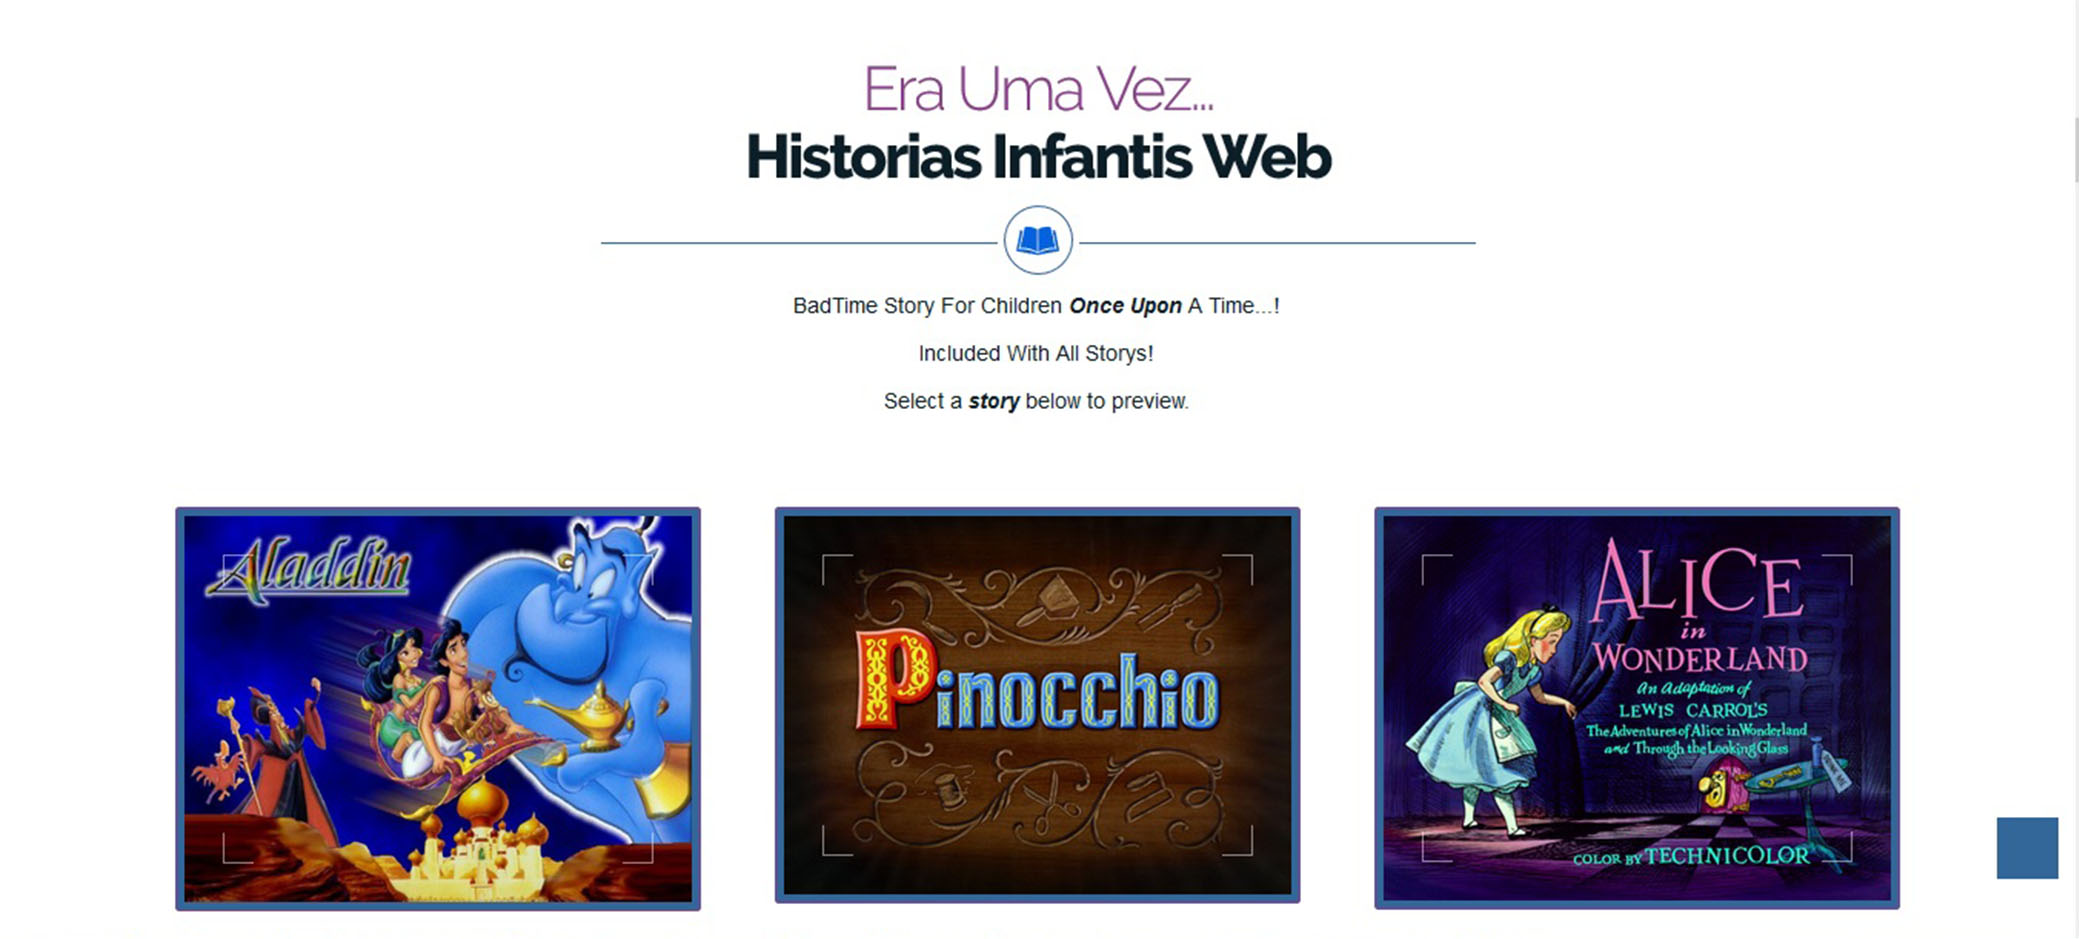 Era Uma Vez...
Historias Infantis Web
BadTime Story For Children Once Upon A Time...!
Included With All Storys!
Select a story below to preview.
Aladdin
Pinocchio
ALICE
in
WONDERLAND
An Adaptation of
LEWIS CARROL'S
The Adventures of Alice in Wonderland
and Through the Looking Glass
COLOR BY TECHNICOLOR